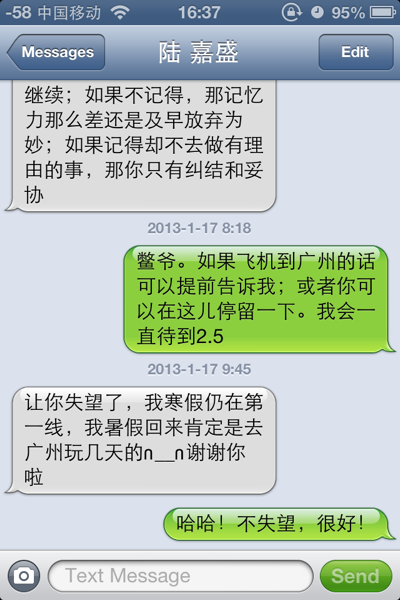 -58 中国移动 16:37 95%
Messages 陆 嘉盛 Edit
继续；如果不记得，那记忆
力那么差还是及早放弃为
妙；如果记得却不去做有理
由的事，那你只有纠结和妥
协
2013-1-17 8:18
鳖爷。如果飞机到广州的话
可以提前告诉我；或者你可
以在这儿停留一下。我会一
直待到2.5
2013-1-17 9:45
让你失望了，我寒假仍在第
一线，我暑假回来肯定是去
广州玩几天的n__n谢谢你
啦
哈哈！不失望，很好！
Text Message Send